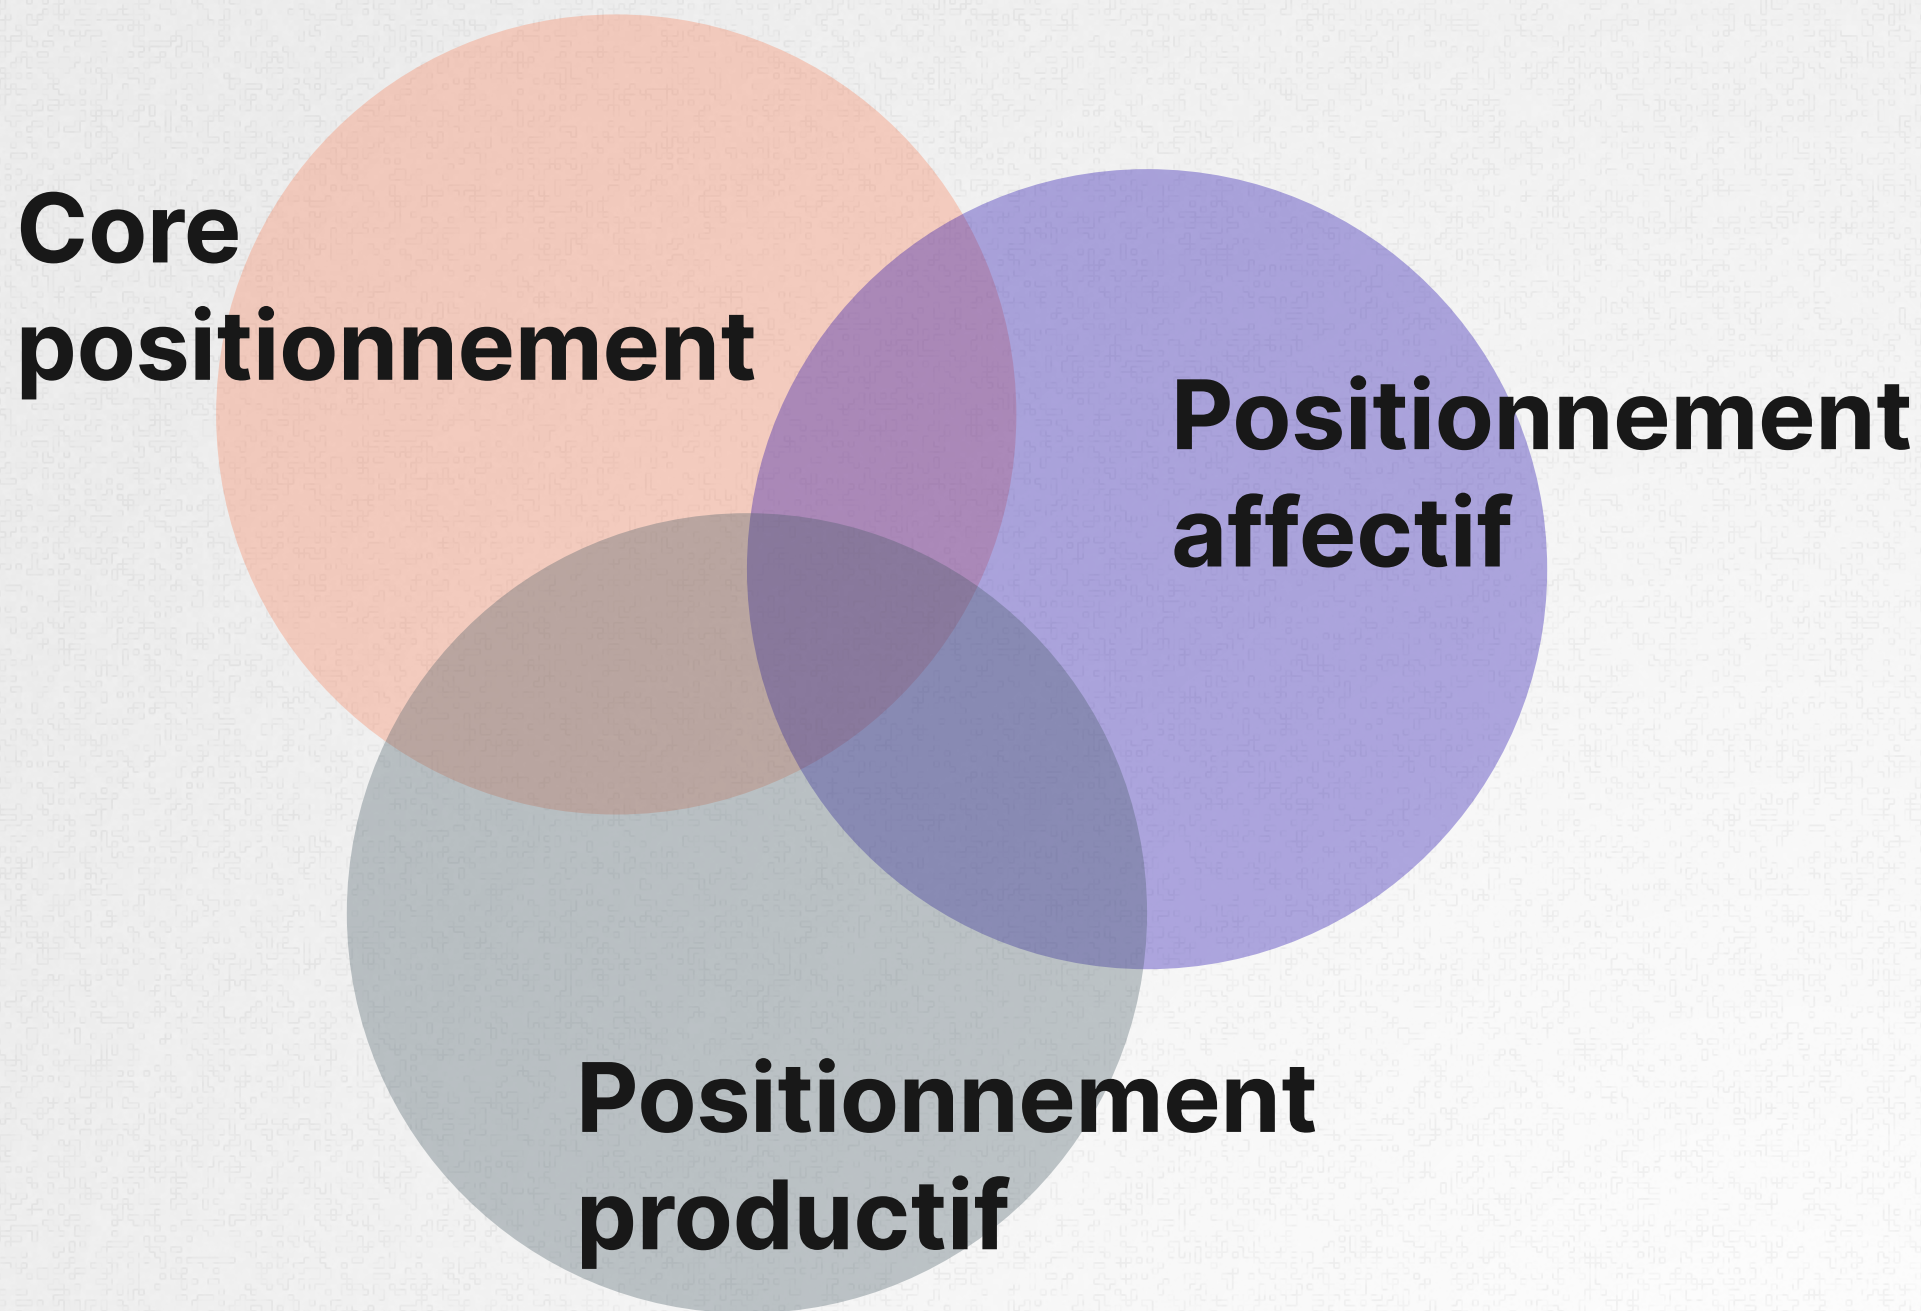 Core
positionnement
Positionnement
affectif
Positionnement
productif